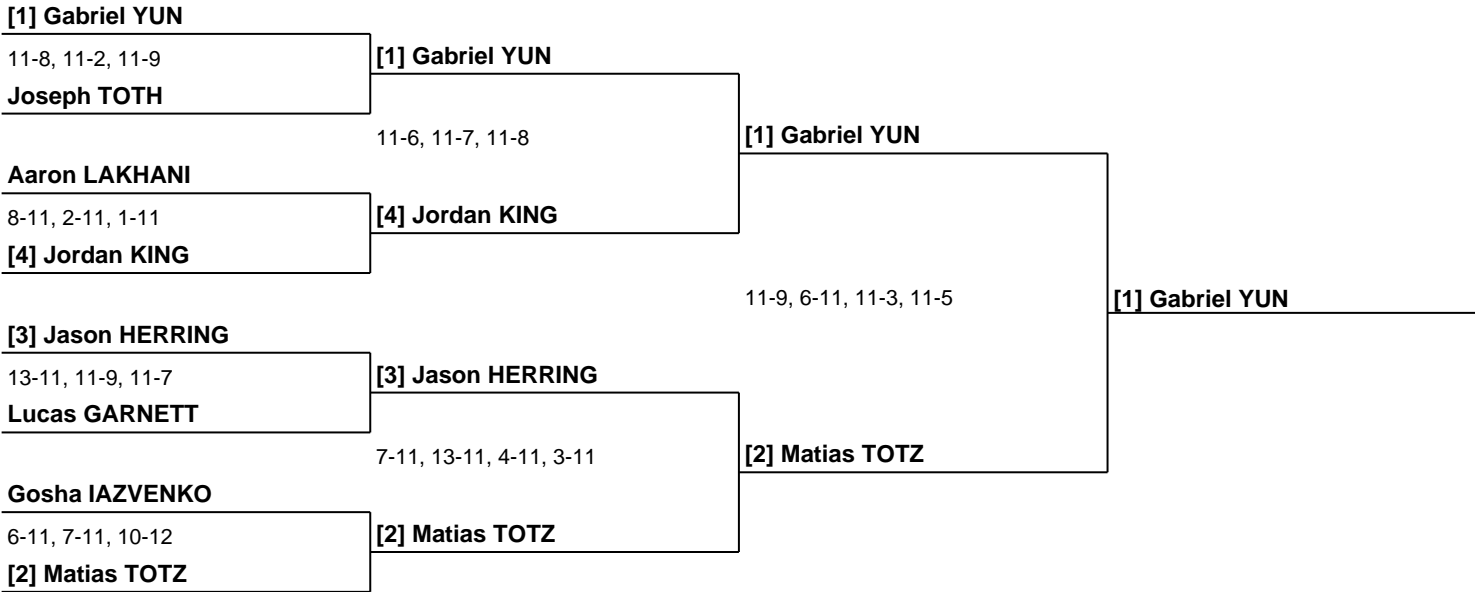 [1] Gabriel YUN
11-8, 11-2, 11-9
[1] Gabriel YUN
Joseph TOTH
11-6, 11-7, 11-8
[1] Gabriel YUN
Aaron LAKHANI
8-11, 2-11, 1-11
[4] Jordan KING
[4] Jordan KING
11-9, 6-11, 11-3, 11-5
[1] Gabriel YUN
[3] Jason HERRING
13-11, 11-9, 11-7
[3] Jason HERRING
Lucas GARNETT
7-11, 13-11, 4-11, 3-11
[2] Matias TOTZ
Gosha IAZVENKO
6-11, 7-11, 10-12
[2] Matias TOTZ
[2] Matias TOTZ